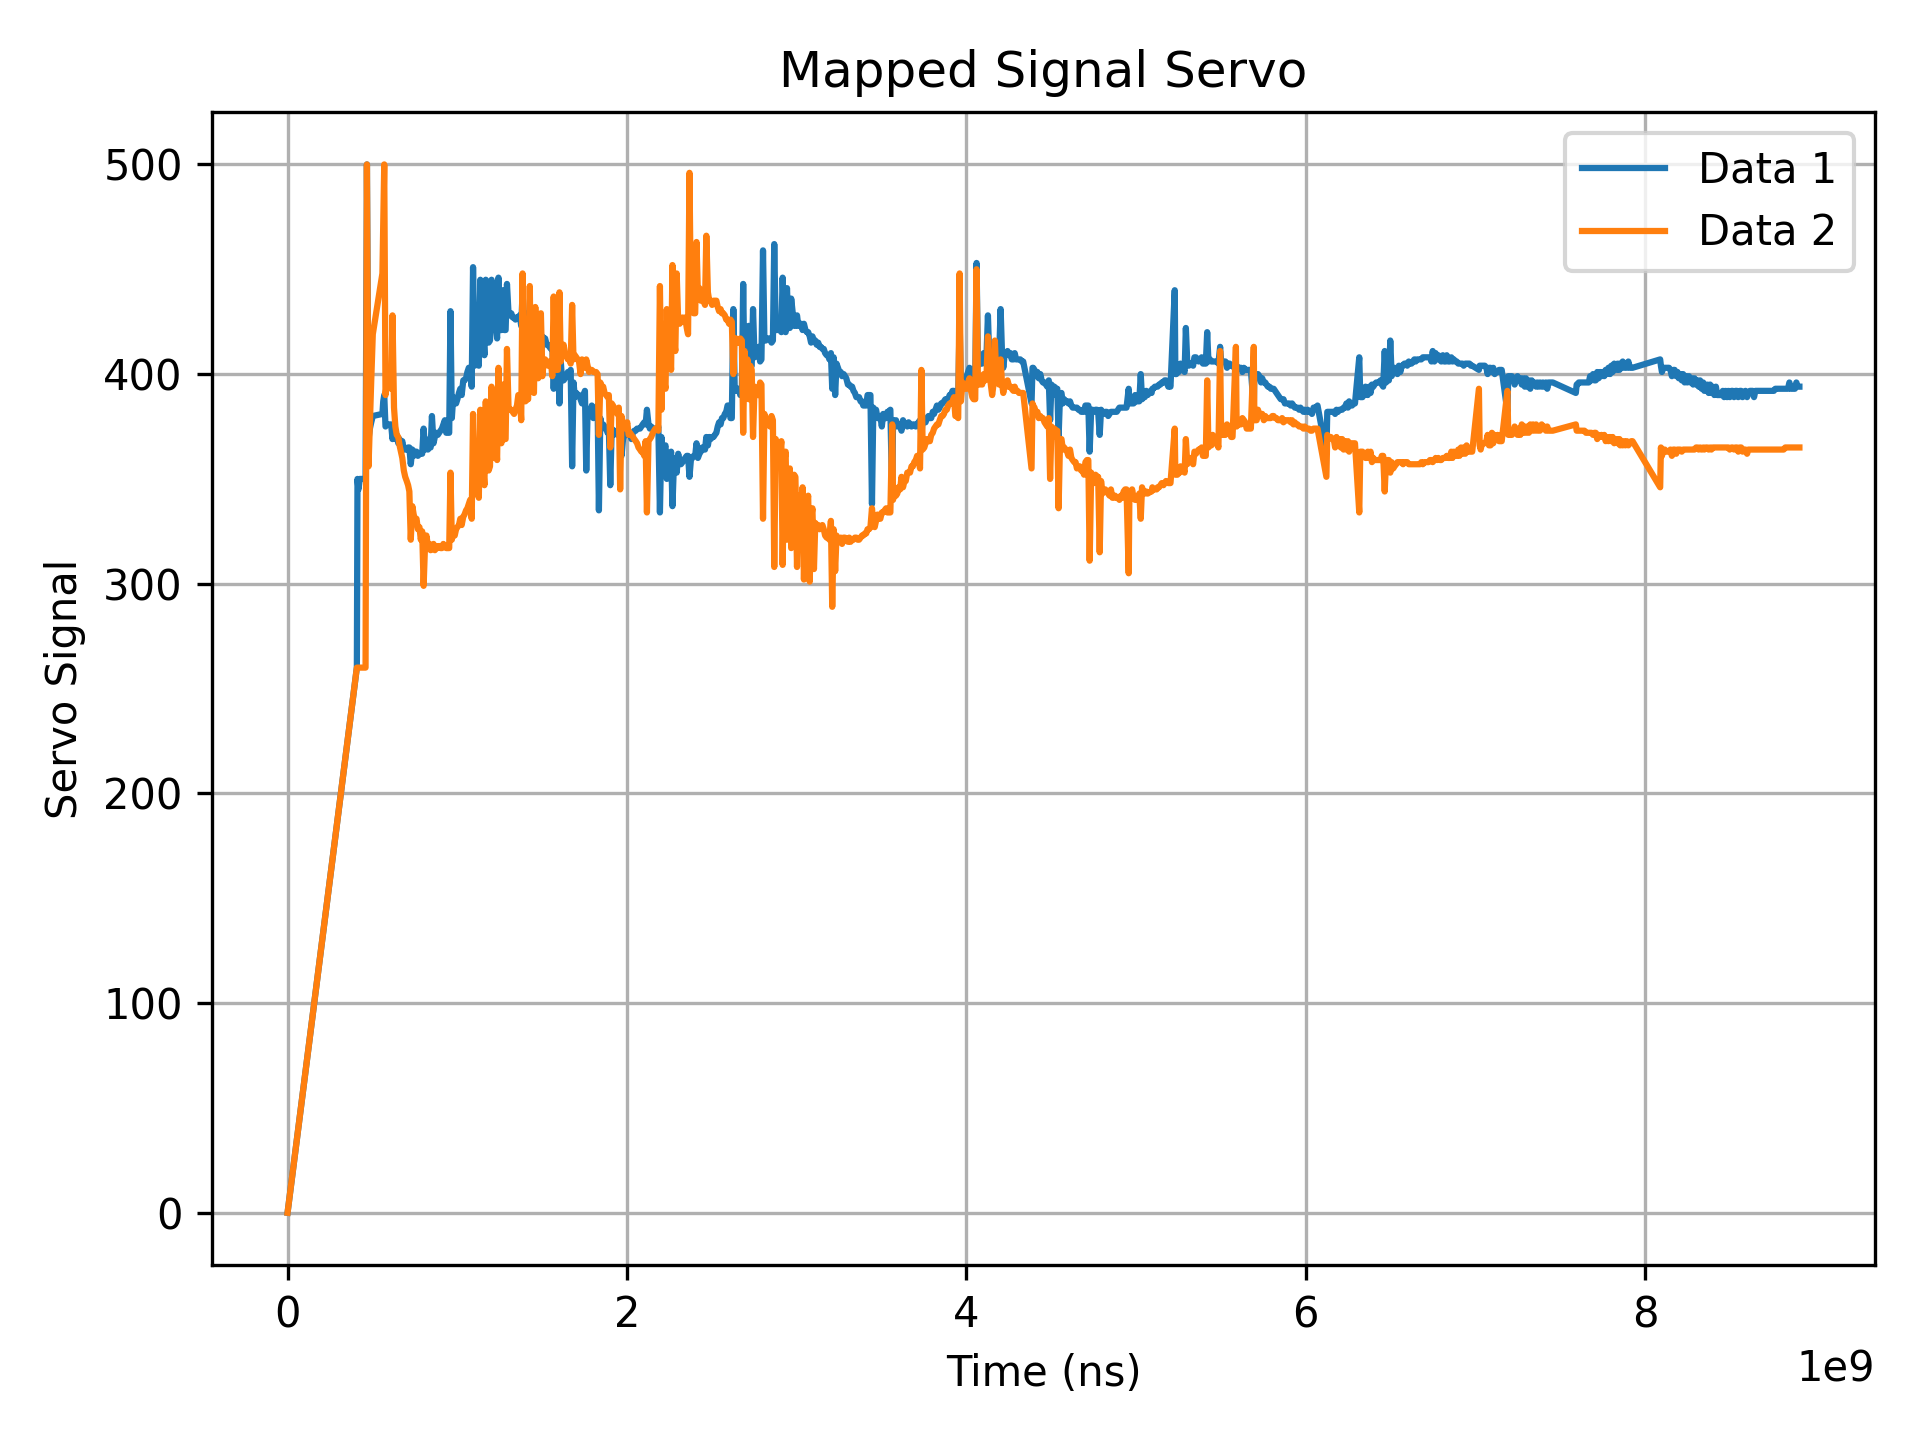 Mapped Signal Servo
Data 1
Data 2
Servo Signal
500
400
300
200
100
0
0 2 4 6 8
1e9
Time (ns)